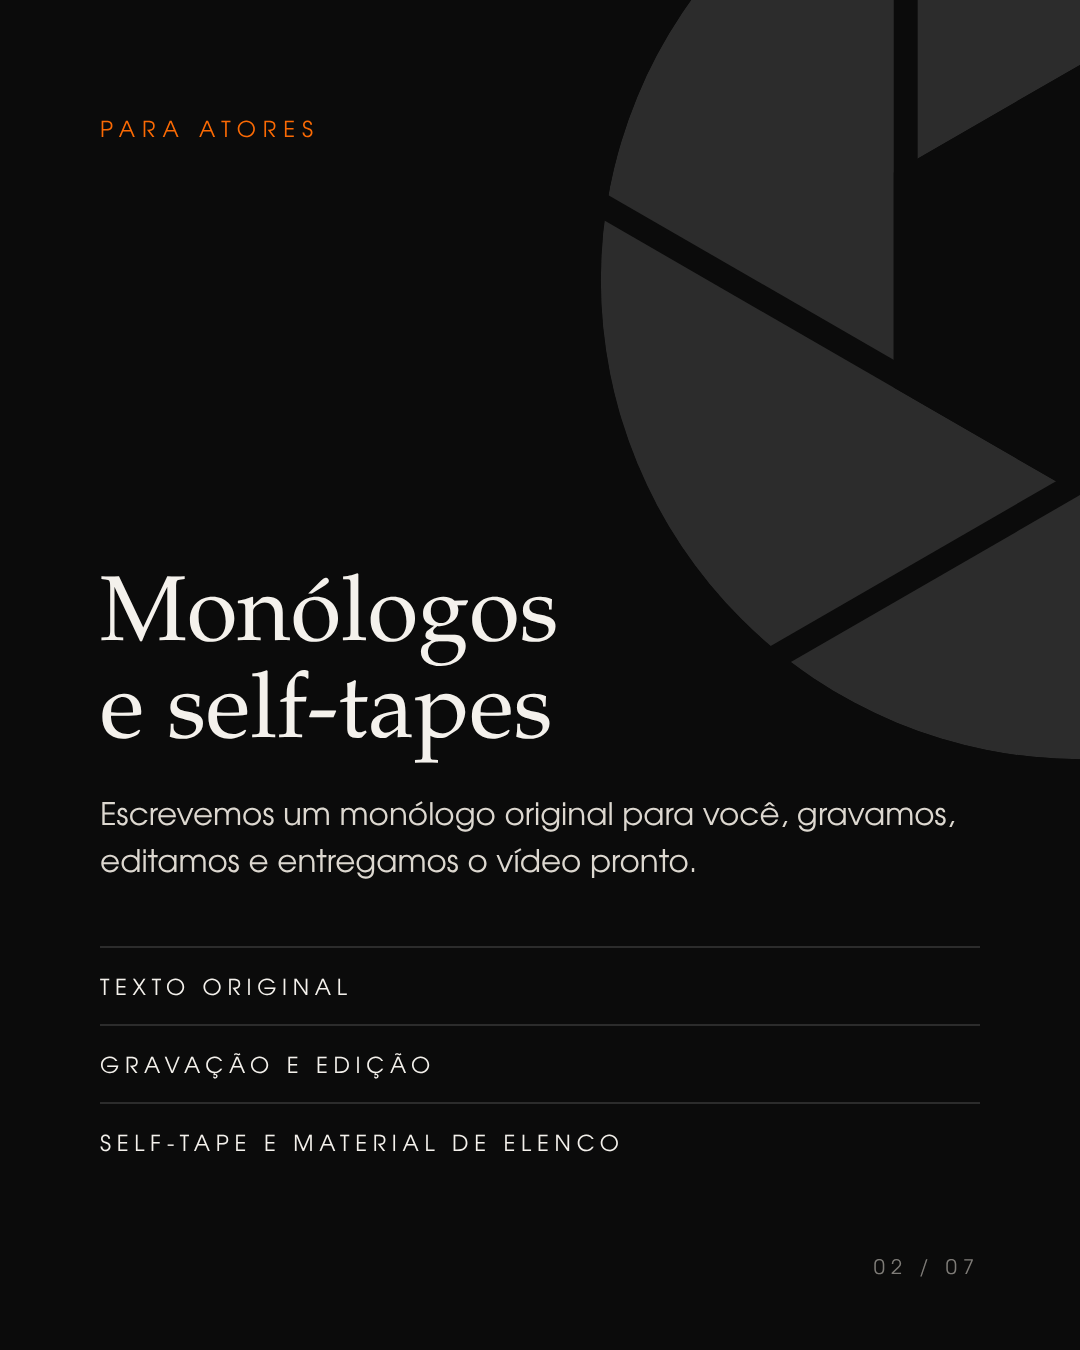 PARA ATORES
Monólogos
e self-tapes
Escrevemos um monólogo original para você, gravamos,
editamos e entregamos o vídeo pronto.
TEXTO ORIGINAL
GRAVAÇÃO E EDIÇÃO
SELF-TAPE E MATERIAL DE ELENCO
02 / 07